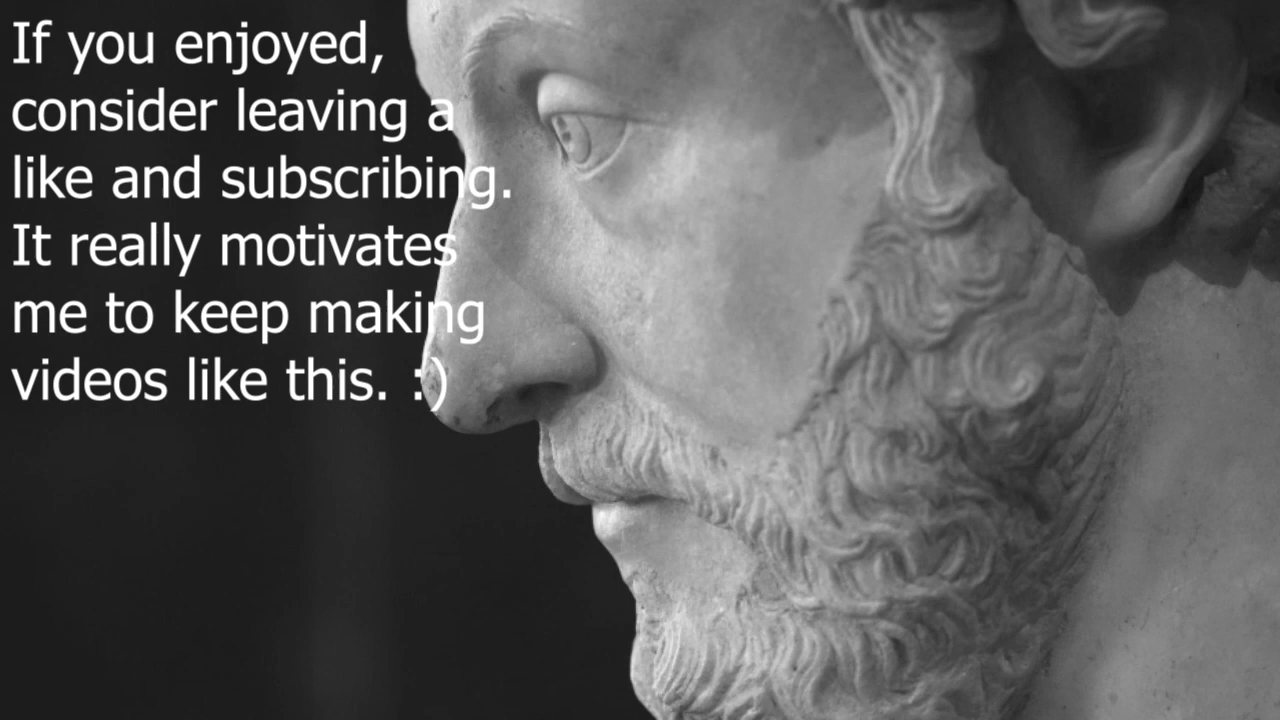 If you enjoyed,
consider leaving a
like and subscribing.
It really motivates
me to keep making
videos like this. :)